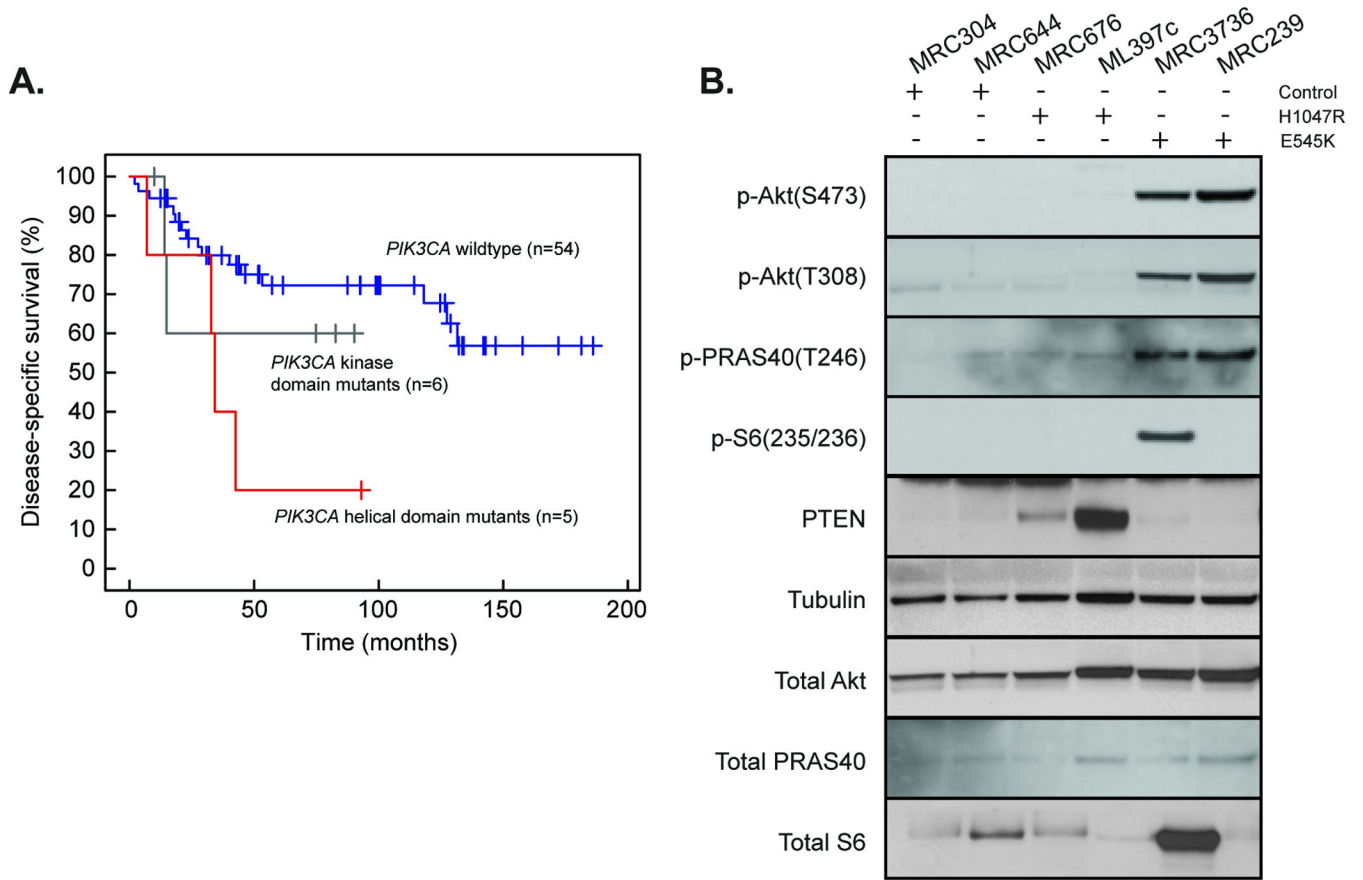 A.
Disease-specific survival (%)
100
90
80
70
60
50
40
30
20
10
0
PIK3CA wildtype (n=54)
PIK3CA kinase
domain mutants (n=6)
PIK3CA helical domain mutants (n=5)
0 50 100 150 200
Time (months)
B.
MRC304 MRC644 MRC676 ML397c MRC3736 MRC239
+ + - - - - Control
- - + + - - H1047R
- - - - + + E545K
p-Akt(S473)
p-Akt(T308)
p-PRAS40(T246)
p-S6(235/236)
PTEN
Tubulin
Total Akt
Total PRAS40
Total S6